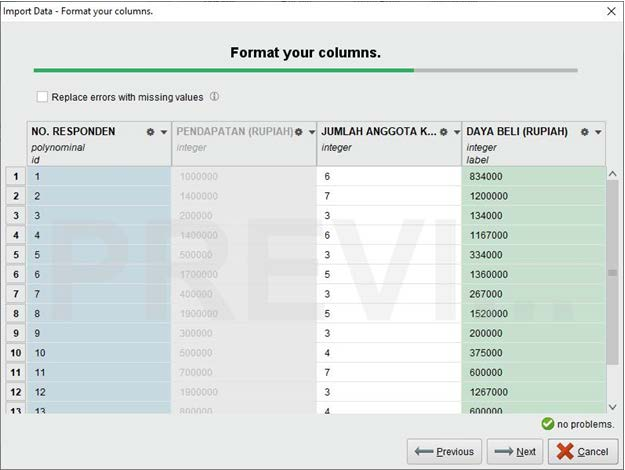 Import Data - Format your columns.
Format your columns.
Replace errors with missing values
NO. RESPONDEN PENDAPATAN (RUPIAH) JUMLAH ANGGOTA K... DAYA BELI (RUPIAH)
polynominal integer integer integer
id label
1 1 1000000 6 834000
2 2 1400000 7 1200000
3 3 200000 3 134000
4 4 1400000 6 1167000
5 5 500000 3 334000
6 6 1700000 5 1360000
7 7 400000 3 267000
8 8 1900000 5 1520000
9 9 300000 3 200000
10 10 500000 4 375000
11 11 700000 7 600000
12 12 1900000 3 1267000
13 13 800000 4 600000
PREVI...
no problems.
Previous Next Cancel